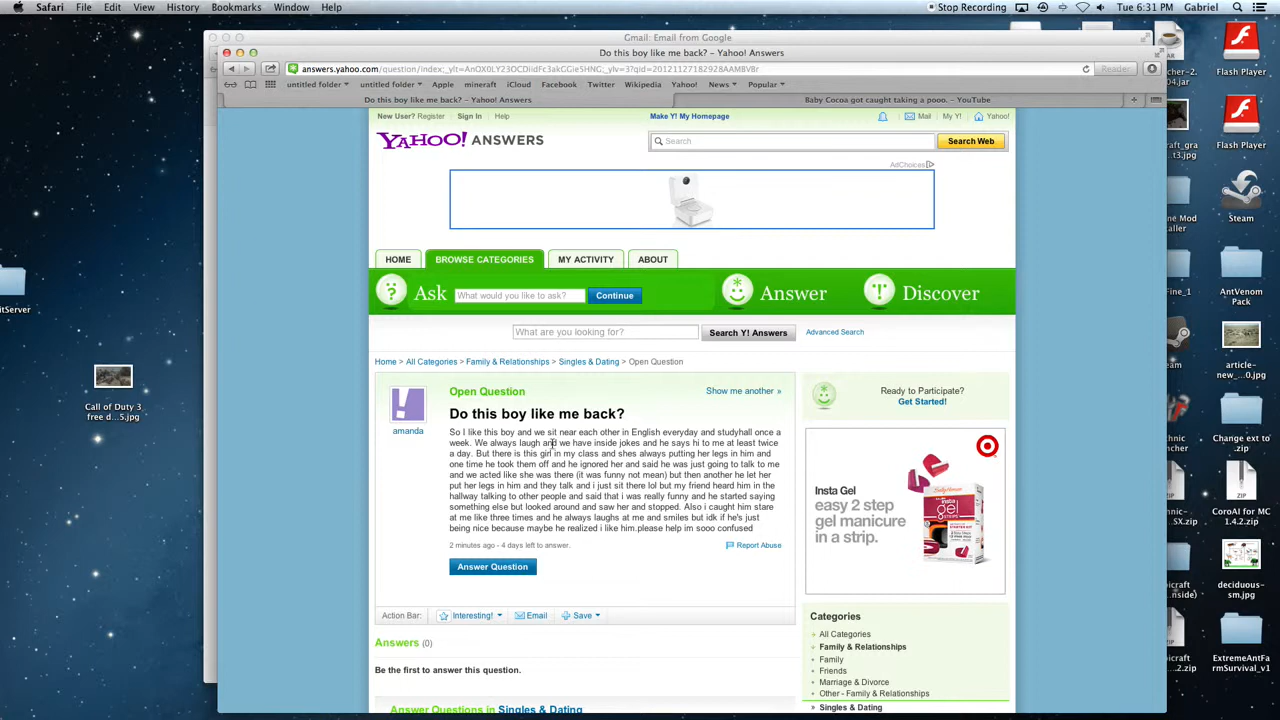 Safari File Edit View History Bookmarks Window Help Stop Recording Tue 6:31 PM Gabriel
Gmail: Email from Google
Do this boy like me back? – Yahoo! Answers
Reader
untitled folder untitled folder Apple minecraft iCloud Facebook Twitter Wikipedia Yahoo! News Popular
Do this boy like me back? – Yahoo! Answers Baby Cocoa got caught taking a pooo. – YouTube
New User? Register Sign In Help Make Y! My Homepage Mail My Y! Yahoo!
YAHOO! ANSWERS Search Search Web
AdChoices
HOME BROWSE CATEGORIES MY ACTIVITY ABOUT
Ask What would you like to ask? Continue Answer Discover
What are you looking for? Search Y! Answers Advanced Search
Home > All Categories > Family & Relationships > Singles & Dating > Open Question
Open Question Show me another »
Do this boy like me back?
amanda
So I like this boy and we sit near each other in English everyday and studyhall once a
week. We always laugh and we have inside jokes and he says hi to me at least twice
a day. But there is this girl in my class and shes always putting her legs in him and
one time he took them off and he ignored her and said he was just going to talk to me
and we acted like she was there (it was funny not mean) but then another he let her
put her legs in him and they talk and i just sit there lol but my friend heard him in the
hallway talking to other people and said that i was really funny and he started saying
something else but looked around and saw her and stopped. Also i caught him stare
at me like three times and he always laughs at me and smiles but idk if he's just
being nice because maybe he realized i like him.please help im sooo confused
2 minutes ago - 4 days left to answer. Report Abuse
Answer Question
Action Bar: Interesting! Email Save
Answers (0)
Be the first to answer this question.
Answer Questions in Singles & Dating
Ready to Participate?
Get Started!
Insta Gel
easy 2 step
gel manicure
in a strip.
Categories
All Categories
Family & Relationships
Family
Friends
Marriage & Divorce
Other - Family & Relationships
Singles & Dating
itServer
Call of Duty 3
free d...5.jpg
Flash Player
Flash Player
Steam
AntVenom
Pack
article-
new_...0.jpg
Change ext to zip
ZIP
CoroAI for MC
1.4.2.zip
deciduous-
sm.jpg
ExtremeAntFa
rmSurvival_v1